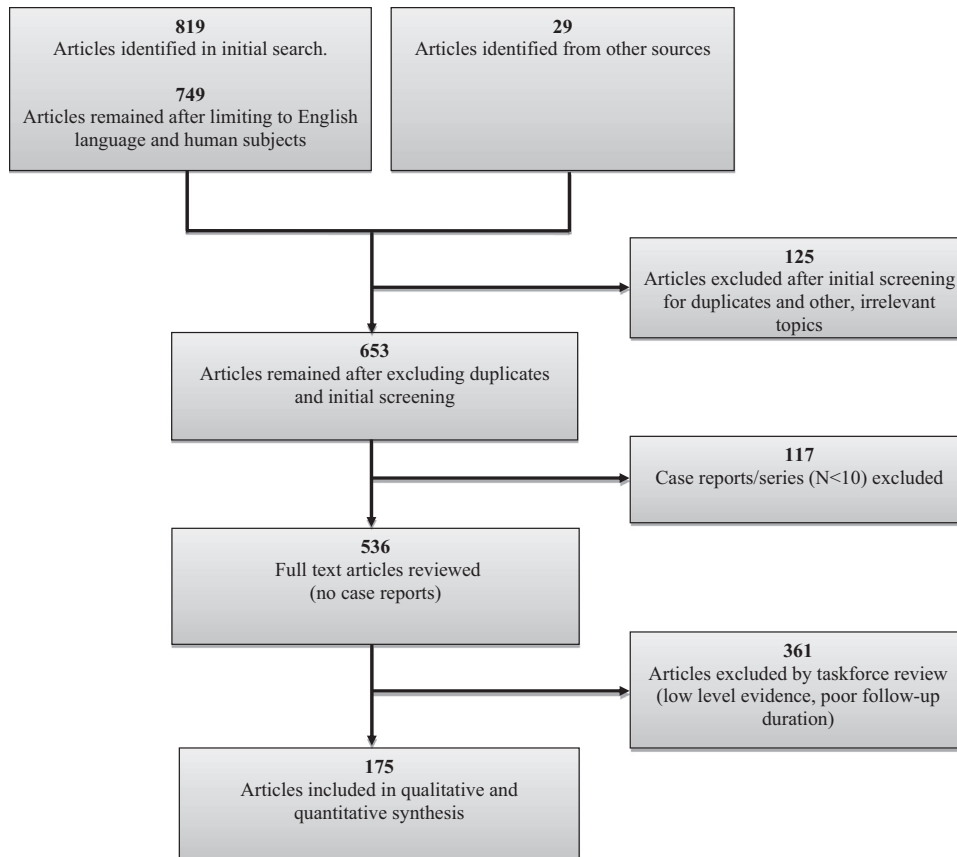 819
Articles identified in initial search.
749
Articles remained after limiting to English
language and human subjects
29
Articles identified from other sources
125
Articles excluded after initial screening
for duplicates and other, irrelevant
topics
653
Articles remained after excluding duplicates
and initial screening
117
Case reports/series (N<10) excluded
536
Full text articles reviewed
(no case reports)
361
Articles excluded by taskforce review
(low level evidence, poor follow-up
duration)
175
Articles included in qualitative and
quantitative synthesis